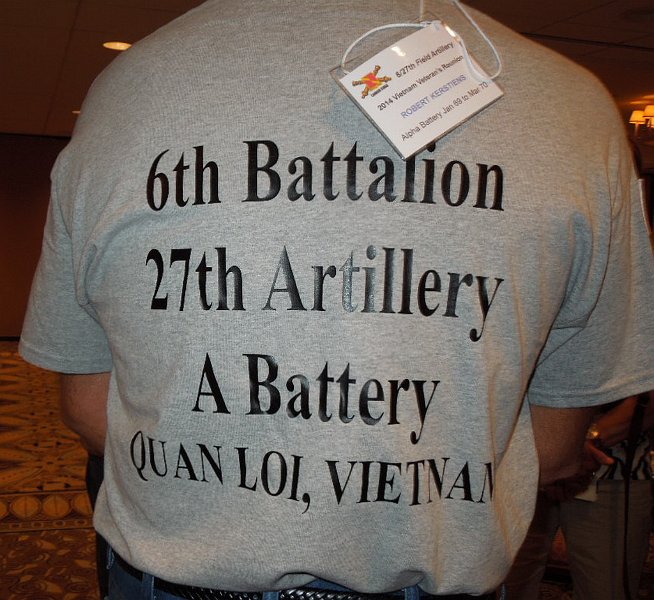 6/27th Field Artillery
2014 Vietnam Veteran's Reunion
ROBERT KERSTIENS
Alpha Battery Jan 69 to Mar 70
6th Battalion
27th Artillery
A Battery
QUAN LOI, VIETNAM